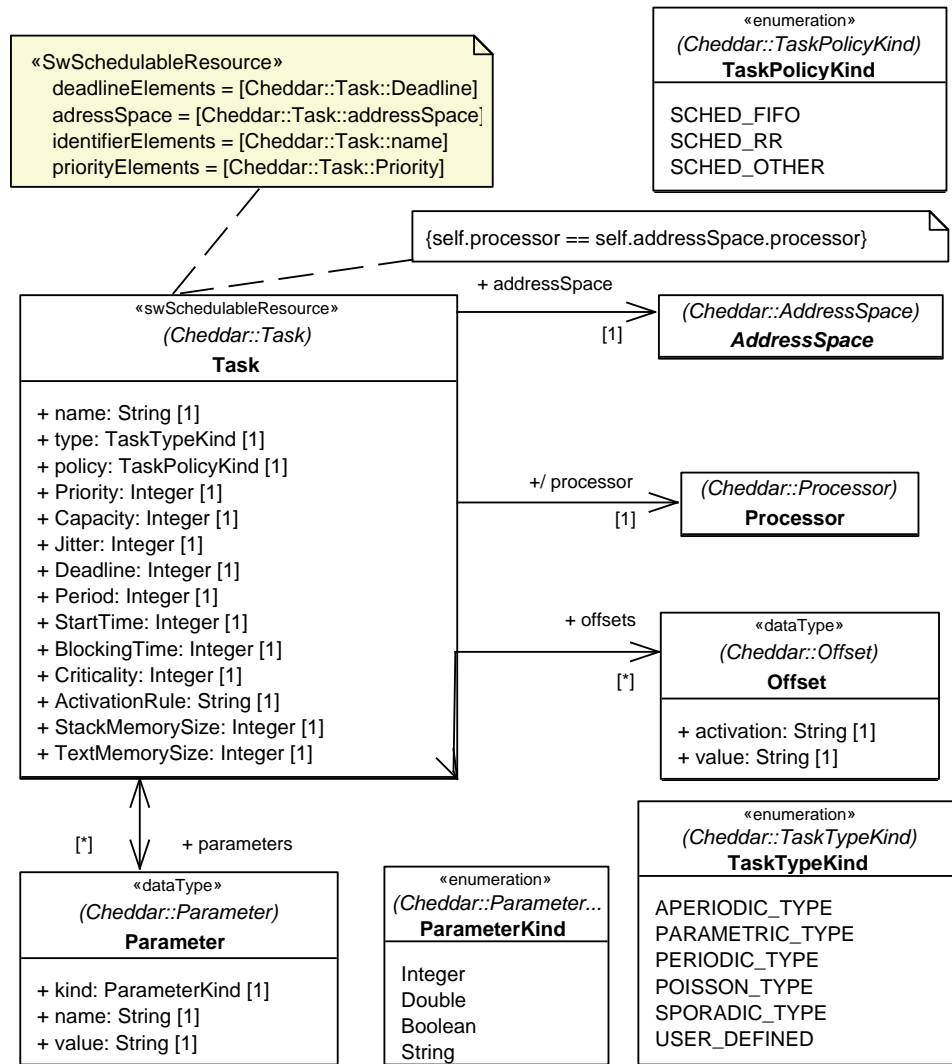 «SwSchedulableResource»
deadlineElements = [Cheddar::Task::Deadline]
adressSpace = [Cheddar::Task::addressSpace]
identifierElements = [Cheddar::Task::name]
priorityElements = [Cheddar::Task::Priority]
«enumeration»
(Cheddar::TaskPolicyKind)
TaskPolicyKind
SCHED_FIFO
SCHED_RR
SCHED_OTHER
{self.processor == self.addressSpace.processor}
«swSchedulableResource»
(Cheddar::Task)
Task
+ name: String [1]
+ type: TaskTypeKind [1]
+ policy: TaskPolicyKind [1]
+ Priority: Integer [1]
+ Capacity: Integer [1]
+ Jitter: Integer [1]
+ Deadline: Integer [1]
+ Period: Integer [1]
+ StartTime: Integer [1]
+ BlockingTime: Integer [1]
+ Criticality: Integer [1]
+ ActivationRule: String [1]
+ StackMemorySize: Integer [1]
+ TextMemorySize: Integer [1]
+ addressSpace
[1]
(Cheddar::AddressSpace)
AddressSpace
+/ processor
[1]
(Cheddar::Processor)
Processor
+ offsets
[*]
«dataType»
(Cheddar::Offset)
Offset
+ activation: String [1]
+ value: String [1]
[*]
+ parameters
«dataType»
(Cheddar::Parameter)
Parameter
+ kind: ParameterKind [1]
+ name: String [1]
+ value: String [1]
«enumeration»
(Cheddar::Parameter...
ParameterKind
Integer
Double
Boolean
String
«enumeration»
(Cheddar::TaskTypeKind)
TaskTypeKind
APERIODIC_TYPE
PARAMETRIC_TYPE
PERIODIC_TYPE
POISSON_TYPE
SPORADIC_TYPE
USER_DEFINED